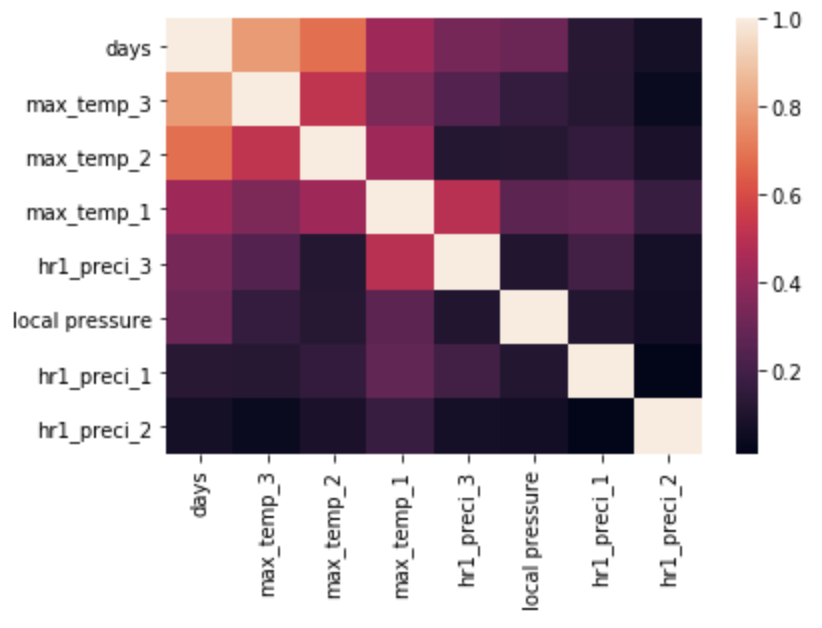 days
max_temp_3
max_temp_2
max_temp_1
hr1_preci_3
local pressure
hr1_preci_1
hr1_preci_2
days
max_temp_3
max_temp_2
max_temp_1
hr1_preci_3
local pressure
hr1_preci_1
hr1_preci_2
1.0
0.8
0.6
0.4
0.2